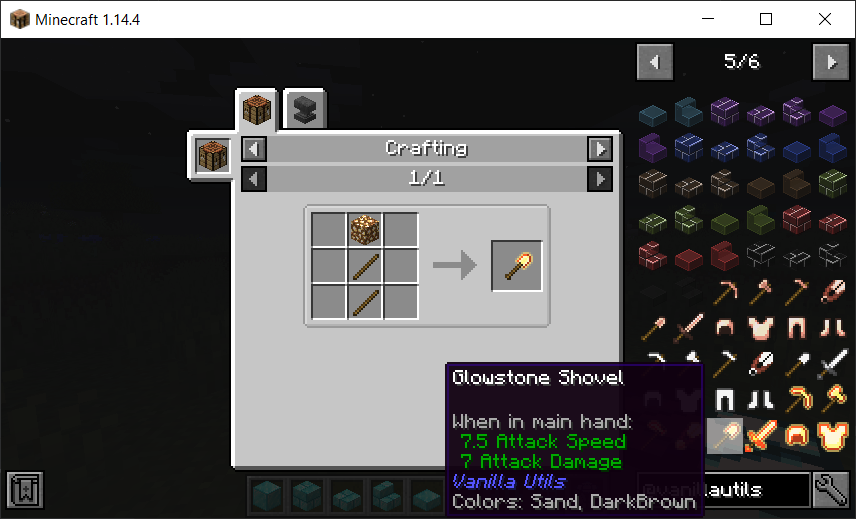 Minecraft 1.14.4
5/6
Crafting
1/1
Glowstone Shovel
When in main hand:
7.5 Attack Speed
7 Attack Damage
Vanilla Utils
Colors: Sand, DarkBrown
@vanillautils